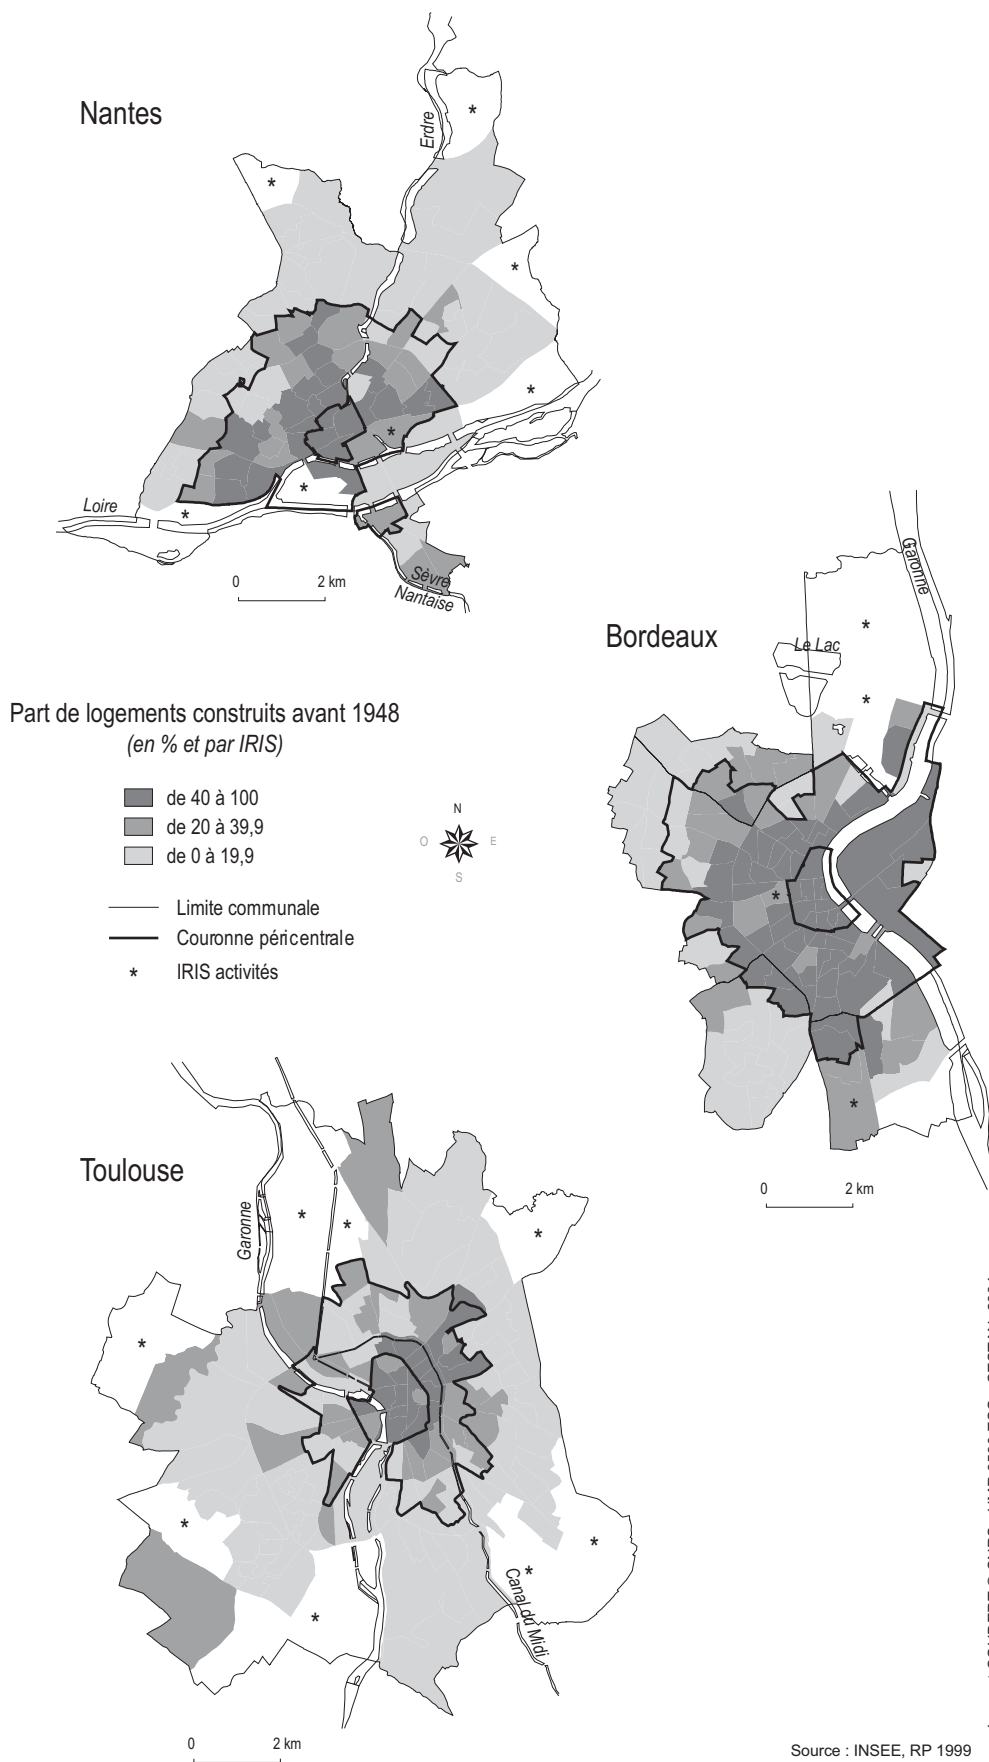 Nantes
Erdre
*
*
*
*
*
*
*
Loire
Sèvre
Nantaise
0 2 km
Bordeaux
Garonne
Le Lac
*
*
*
*
0 2 km
Part de logements construits avant 1948
(en % et par IRIS)
de 40 à 100
de 20 à 39,9
de 0 à 19,9
Limite communale
Couronne péricentrale
* IRIS activités
N
O E
S
Toulouse
Garonne
*
*
*
*
*
*
*
*
Canal du Midi
0 2 km
Source : INSEE, RP 1999